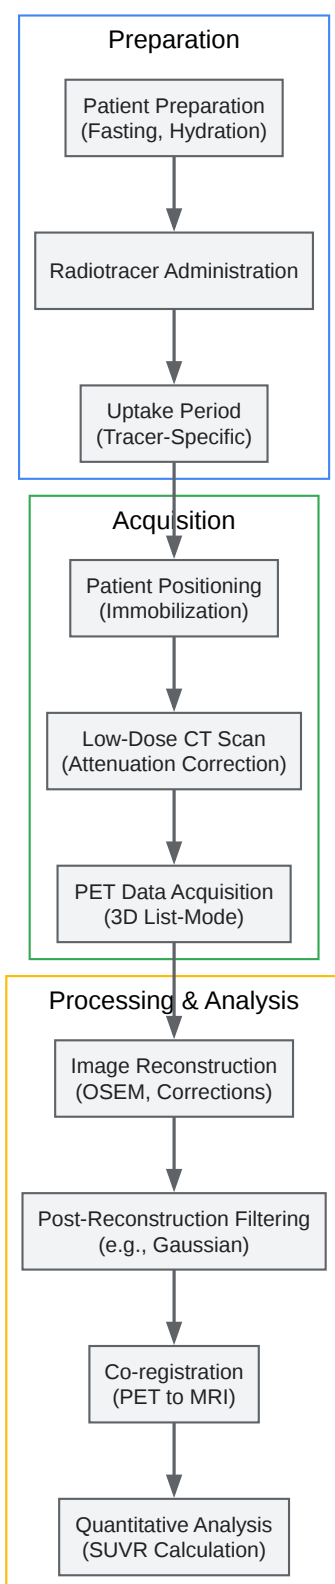 Preparation
Patient Preparation
(Fasting, Hydration)
Radiotracer Administration
Uptake Period
(Tracer-Specific)
Acquisition
Patient Positioning
(Immobilization)
Low-Dose CT Scan
(Attenuation Correction)
PET Data Acquisition
(3D List-Mode)
Processing & Analysis
Image Reconstruction
(OSEM, Corrections)
Post-Reconstruction Filtering
(e.g., Gaussian)
Co-registration
(PET to MRI)
Quantitative Analysis
(SUVR Calculation)